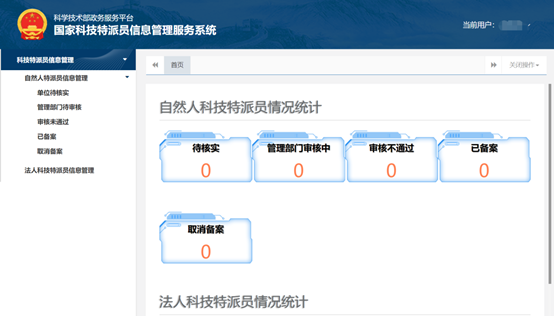 科学技术部政务服务平台
国家科技特派员信息管理服务系统
当前用户：
科技特派员信息管理
自然人科技特派员信息管理
单位待核实
管理部门待审核
审核未通过
已备案
取消备案
法人科技特派员信息管理
首页
关闭操作
自然人科技特派员情况统计
待核实
0
管理部门审核中
0
审核不通过
0
已备案
0
取消备案
0
法人科技特派员情况统计